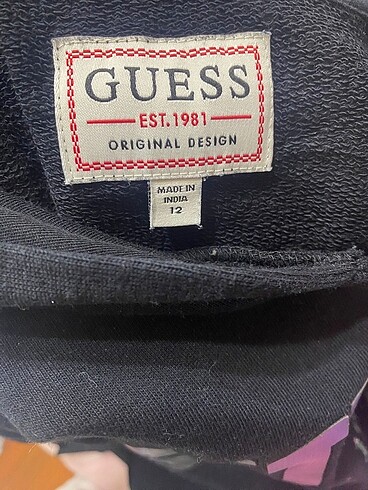 GUESS
EST. 1981
ORIGINAL DESIGN
MADE IN
INDIA
12